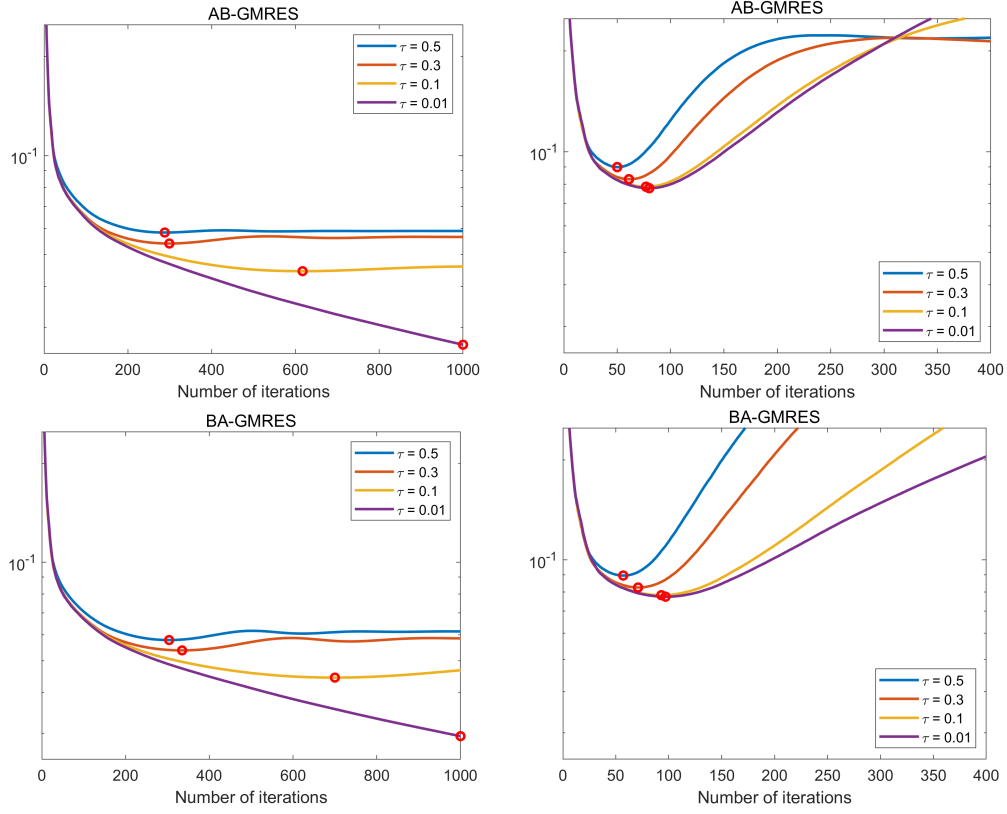 AB-GMRES
10^-1
τ = 0.5
τ = 0.3
τ = 0.1
τ = 0.01
0 200 400 600 800 1000
Number of iterations
AB-GMRES
10^-1
τ = 0.5
τ = 0.3
τ = 0.1
τ = 0.01
0 50 100 150 200 250 300 350 400
Number of iterations
BA-GMRES
10^-1
τ = 0.5
τ = 0.3
τ = 0.1
τ = 0.01
0 200 400 600 800 1000
Number of iterations
BA-GMRES
10^-1
τ = 0.5
τ = 0.3
τ = 0.1
τ = 0.01
0 50 100 150 200 250 300 350 400
Number of iterations